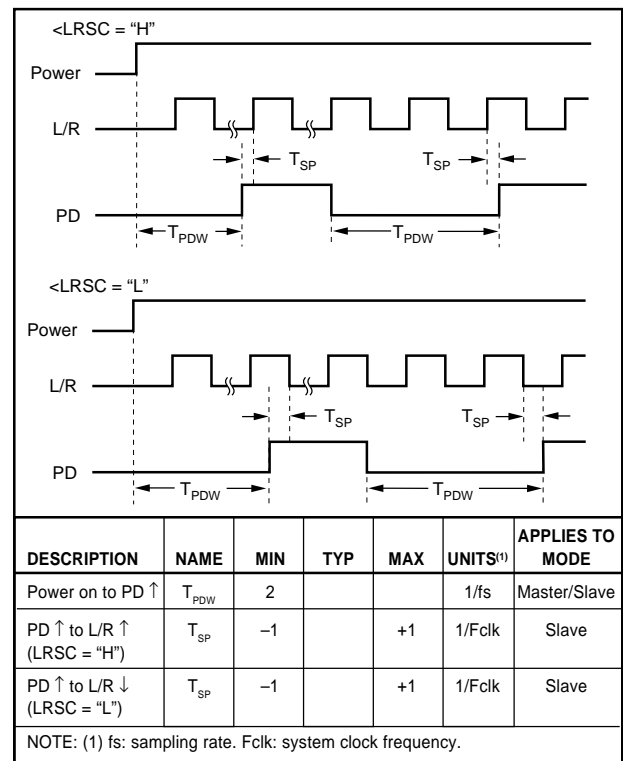 <LRSC = “H”
Power
L/R
T_SP T_SP
PD
T_PDW T_PDW
<LRSC = “L”
Power
L/R
T_SP T_SP
PD
T_PDW T_PDW
DESCRIPTION NAME MIN TYP MAX UNITS(1) APPLIES TO MODE
Power on to PD ↑ T_PDW 2 1/fs Master/Slave
PD ↑ to L/R ↑ (LRSC = “H”) T_SP –1 +1 1/Fclk Slave
PD ↑ to L/R ↓ (LRSC = “L”) T_SP –1 +1 1/Fclk Slave
NOTE: (1) fs: sampling rate. Fclk: system clock frequency.